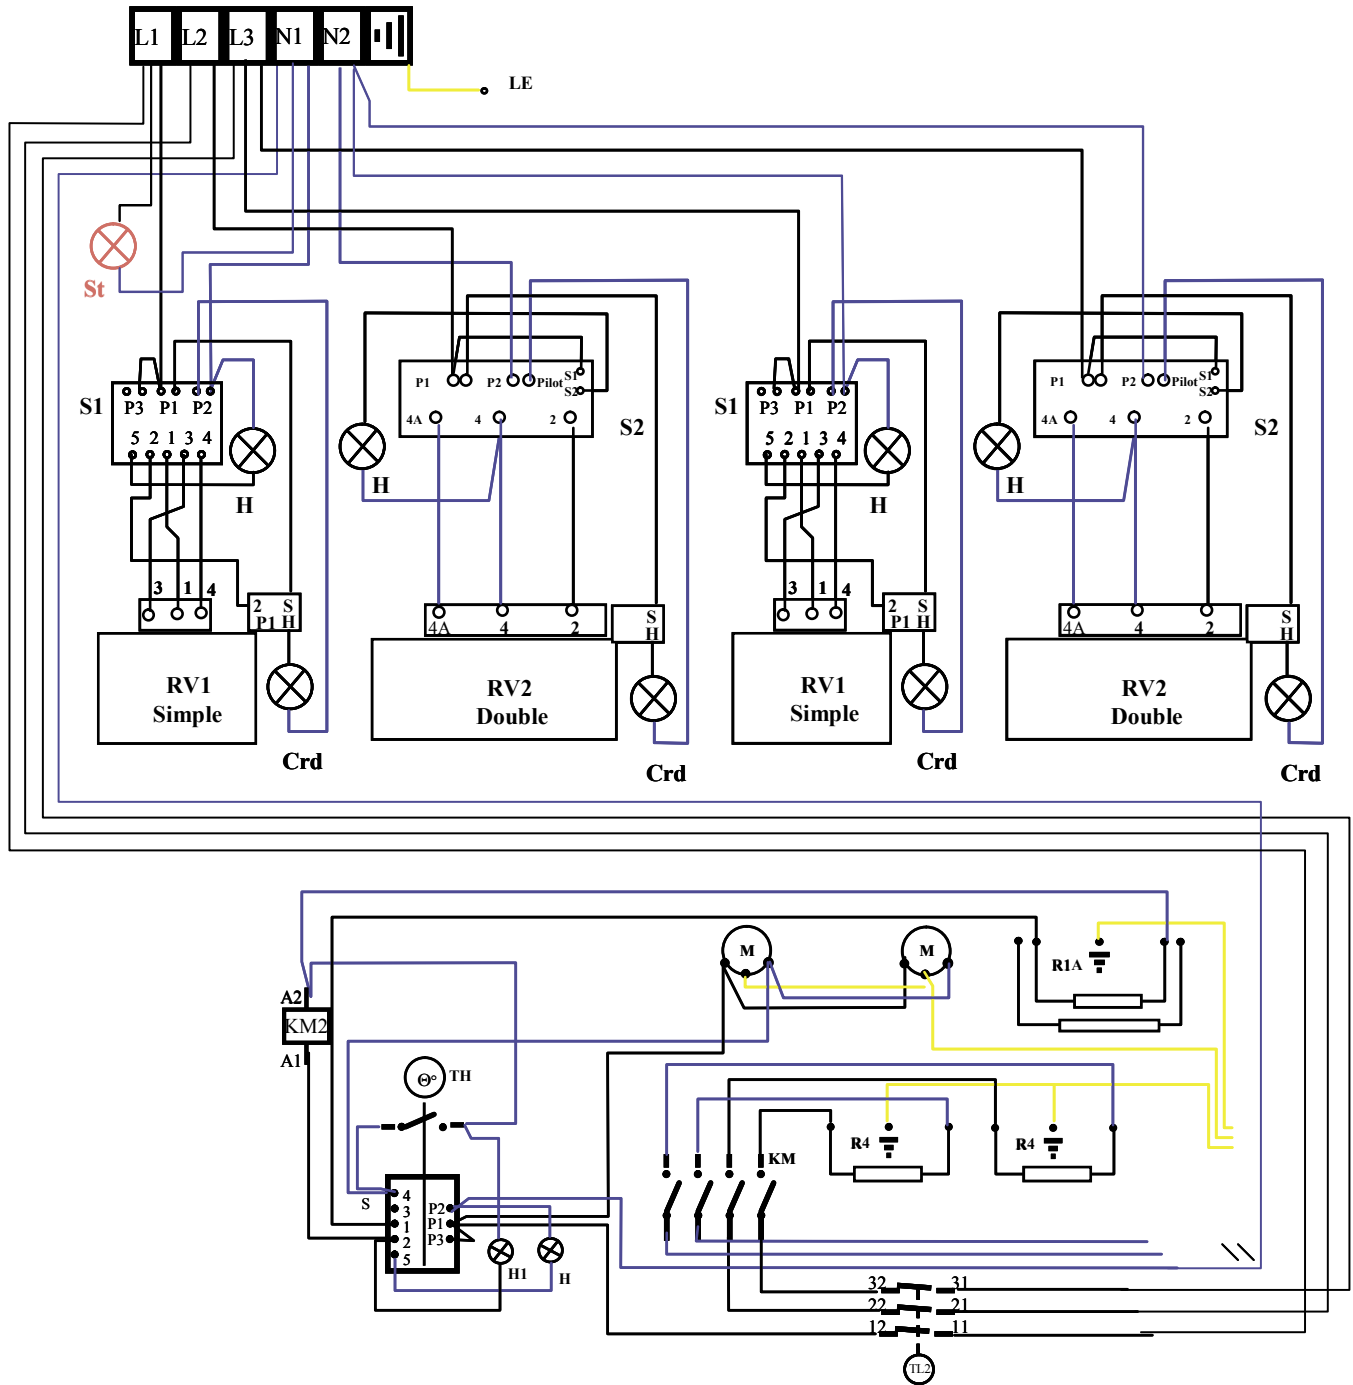 L1 L2 L3 N1 N2
LE
St
S1 P3 P1 P2
5 2 1 3 4
H
3 1 4
2 S
P1 H
RV1
Simple
Crd
P1 P2 Pilot S1
S2
4A 4 2
S2
H
4A 4 2
S
H
RV2
Double
Crd
S1 P3 P1 P2
5 2 1 3 4
H
3 1 4
2 S
P1 H
RV1
Simple
Crd
P1 P2 Pilot S1
S2
4A 4 2
S2
H
4A 4 2
S
H
RV2
Double
Crd
M M
R1A
A2
KM2
A1
Θ° TH
KM R4 R4
S
4
3
1
2
5
P2
P1
P3
H1 H
32 31
22 21
12 11
TL2